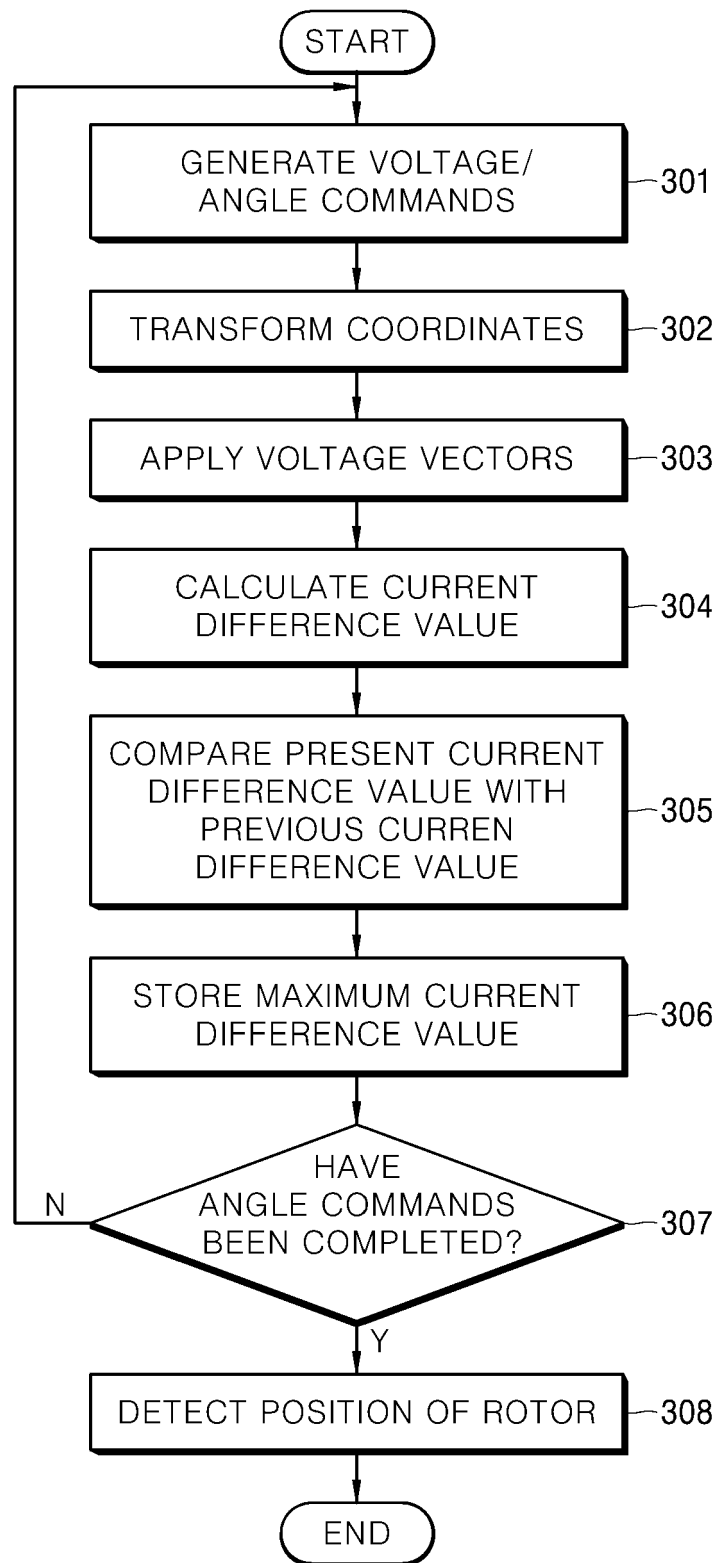 START
GENERATE VOLTAGE/
ANGLE COMMANDS
301
TRANSFORM COORDINATES
302
APPLY VOLTAGE VECTORS
303
CALCULATE CURRENT
DIFFERENCE VALUE
304
COMPARE PRESENT CURRENT
DIFFERENCE VALUE WITH
PREVIOUS CURREN
DIFFERENCE VALUE
305
STORE MAXIMUM CURRENT
DIFFERENCE VALUE
306
HAVE
ANGLE COMMANDS
BEEN COMPLETED?
307
N
Y
DETECT POSITION OF ROTOR
308
END